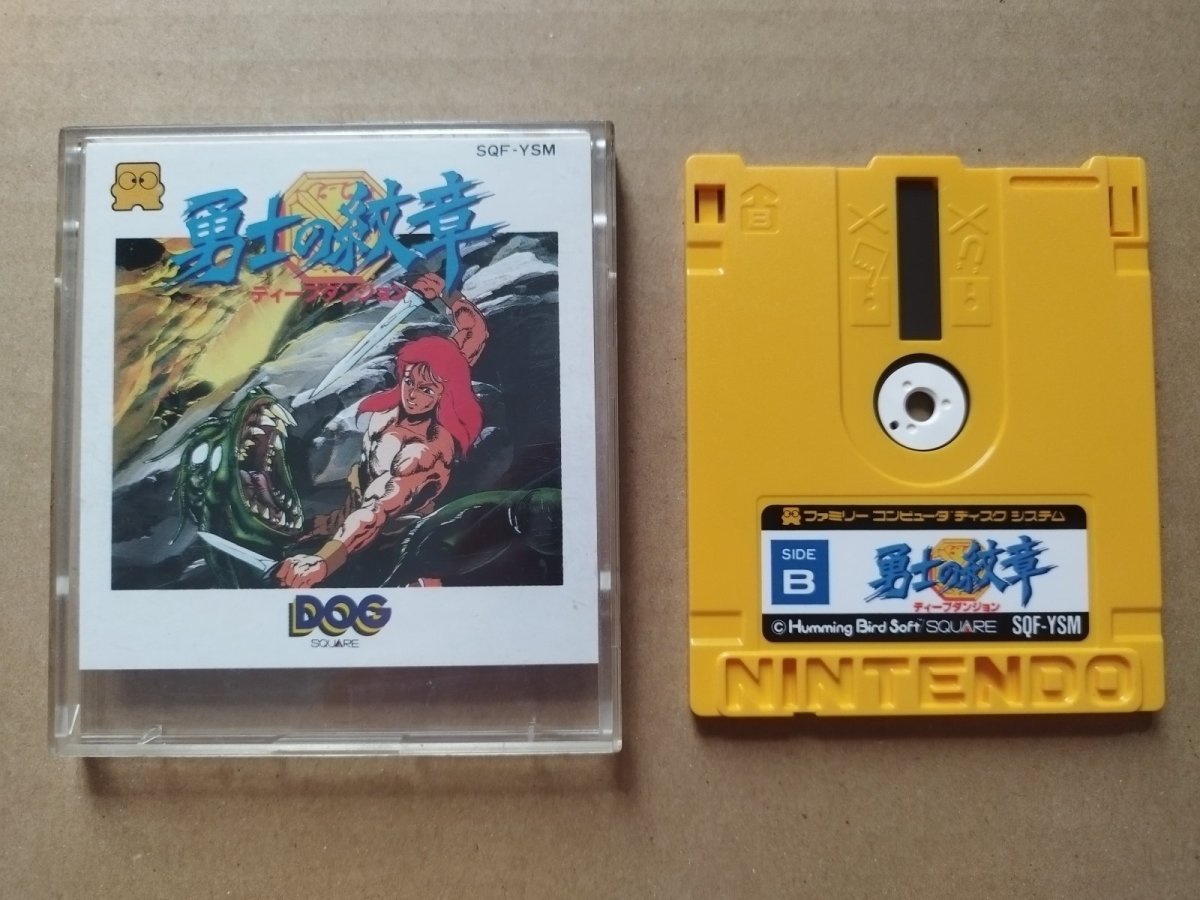 SQF-YSM
勇士の紋章
ディープダンジョン
DOG
SQUARE
B
ファミリー コンピュータ ディスク システム
SIDE
B
勇士の紋章
ディープダンジョン
© Humming Bird Soft™ SQUARE SQF-YSM
NINTENDO